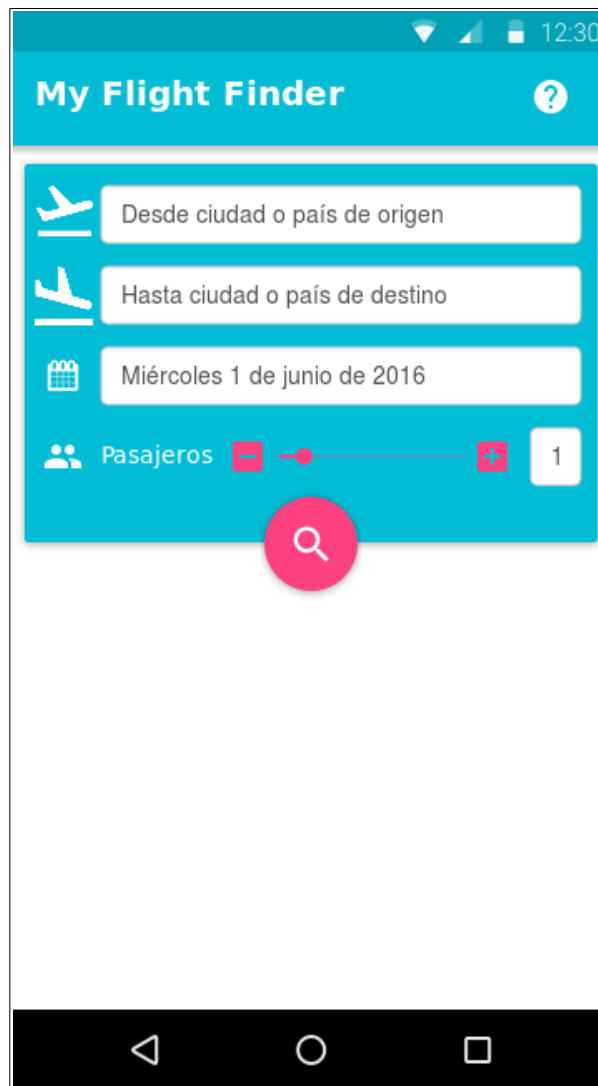 12:30
My Flight Finder
Desde ciudad o país de origen
Hasta ciudad o país de destino
Miércoles 1 de junio de 2016
Pasajeros 1